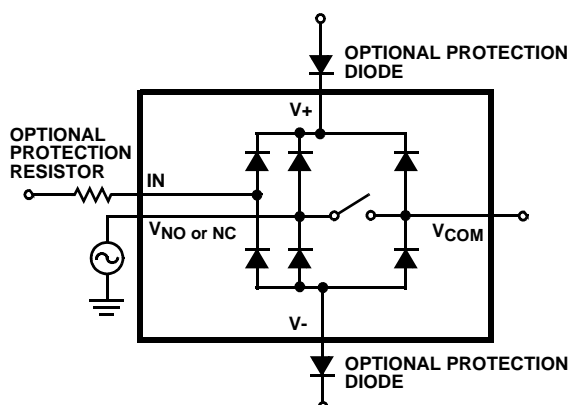 OPTIONAL PROTECTION
DIODE
V+
OPTIONAL
PROTECTION
RESISTOR
IN
VNO or NC
VCOM
V-
OPTIONAL PROTECTION
DIODE